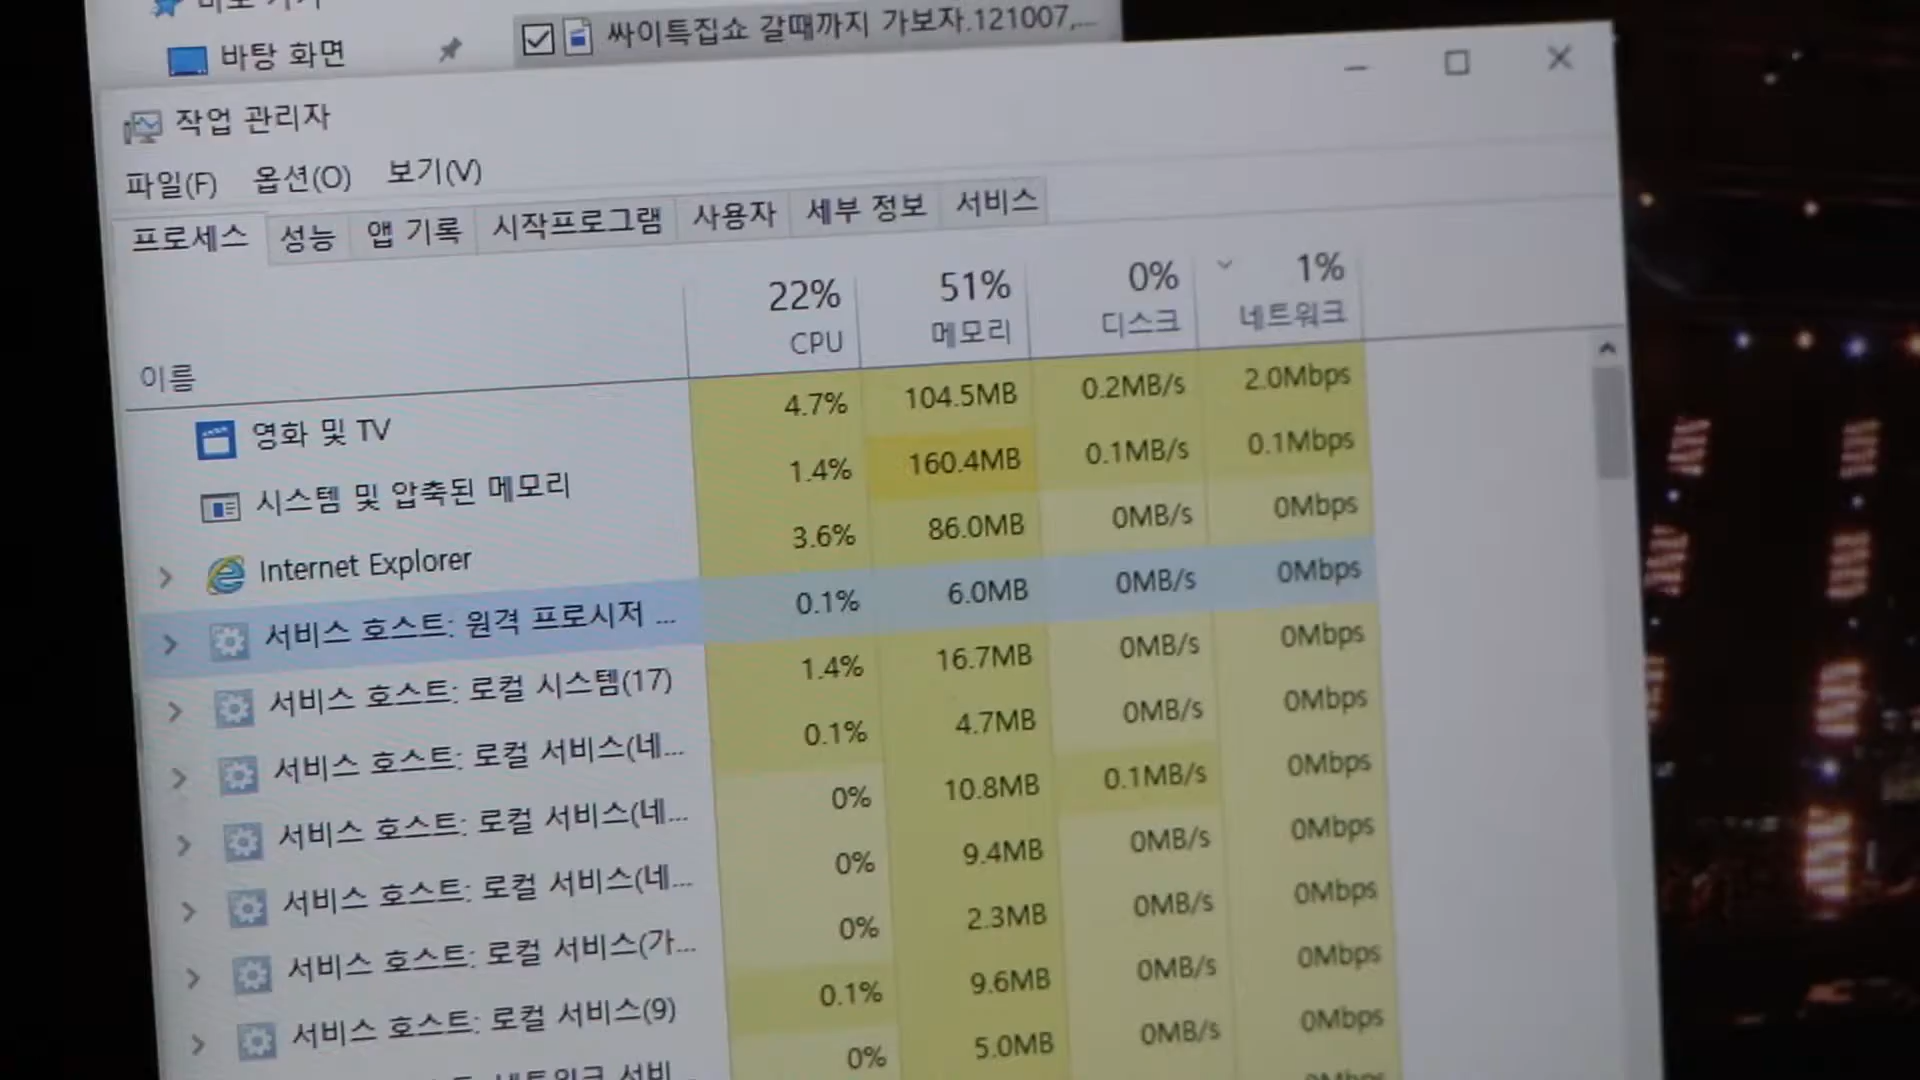 바로 가기
바탕 화면
싸이특집쇼 갈때까지 가보자.121007,...
작업 관리자
파일(F) 옵션(O) 보기(V)
프로세스 성능 앱 기록 시작프로그램 사용자 세부 정보 서비스
22% 51% 0% 1%
이름 CPU 메모리 디스크 네트워크
영화 및 TV 4.7% 104.5MB 0.2MB/s 2.0Mbps
시스템 및 압축된 메모리 1.4% 160.4MB 0.1MB/s 0.1Mbps
Internet Explorer 3.6% 86.0MB 0MB/s 0Mbps
서비스 호스트: 원격 프로시저 ... 0.1% 6.0MB 0MB/s 0Mbps
서비스 호스트: 로컬 시스템(17) 1.4% 16.7MB 0MB/s 0Mbps
서비스 호스트: 로컬 서비스(네... 0.1% 4.7MB 0MB/s 0Mbps
서비스 호스트: 로컬 서비스(네... 0% 10.8MB 0.1MB/s 0Mbps
서비스 호스트: 로컬 서비스(네... 0% 9.4MB 0MB/s 0Mbps
서비스 호스트: 로컬 서비스(가... 0% 2.3MB 0MB/s 0Mbps
서비스 호스트: 로컬 서비스(9) 0.1% 9.6MB 0MB/s 0Mbps
0% 5.0MB 0MB/s 0Mbps